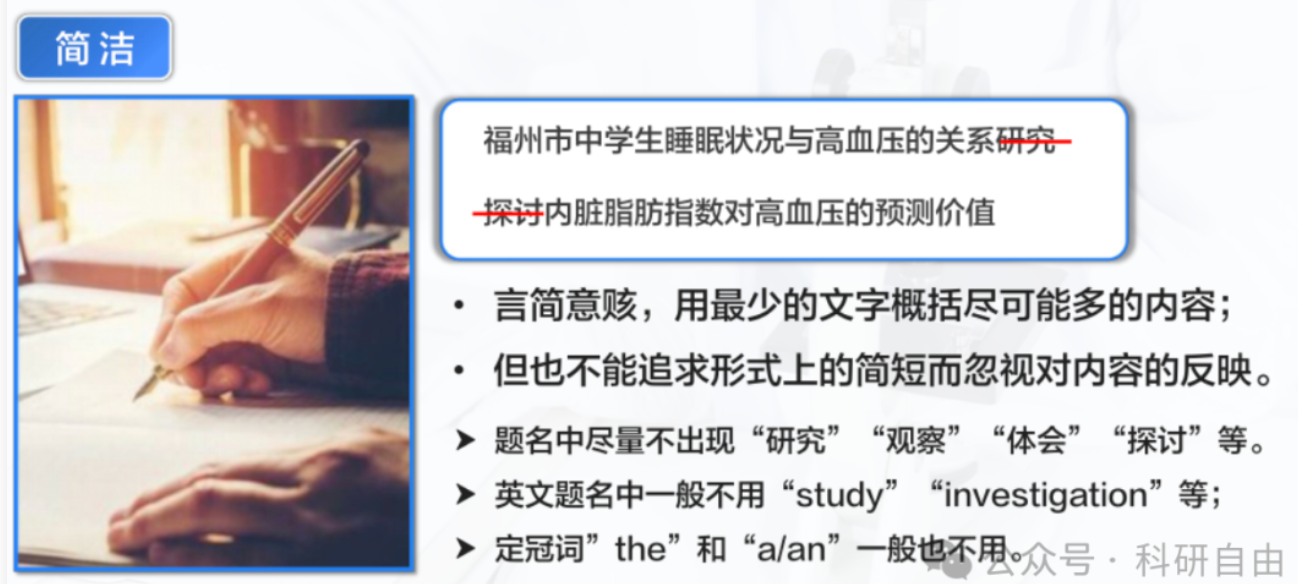 简洁
福州市中学生睡眠状况与高血压的关系研究
探讨内脏脂肪指数对高血压的预测价值
• 言简意赅，用最少的文字概括尽可能多的内容；
• 但也不能追求形式上的简短而忽视对内容的反映。
➤ 题名中尽量不出现“研究”“观察”“体会”“探讨”等。
➤ 英文题名中一般不用“study”“investigation”等；
➤ 定冠词”the”和“a/an”一般也不用。
公众号 · 科研自由